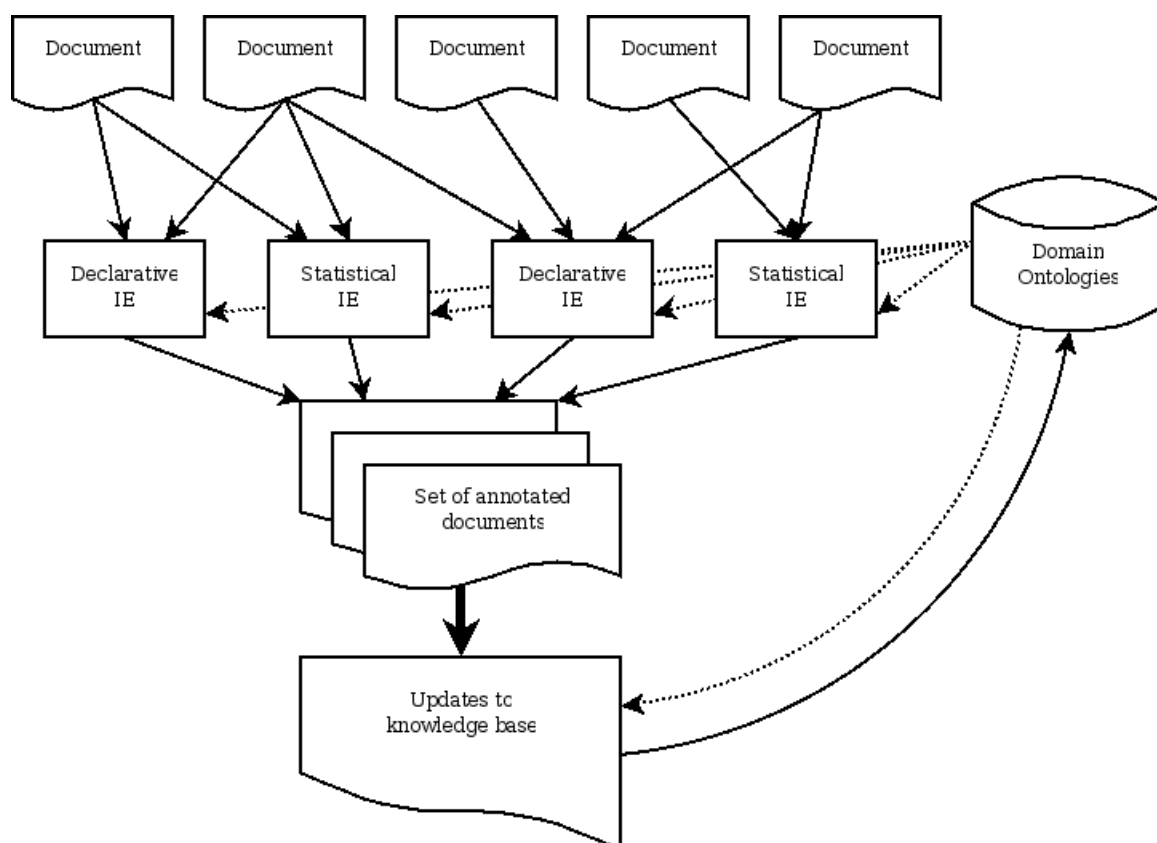 Document
Document
Document
Document
Document
Declarative
IE
Statistical
IE
Declarative
IE
Statistical
IE
Domain
Ontologies
Set of annotated
documents
Updates to
knowledge base